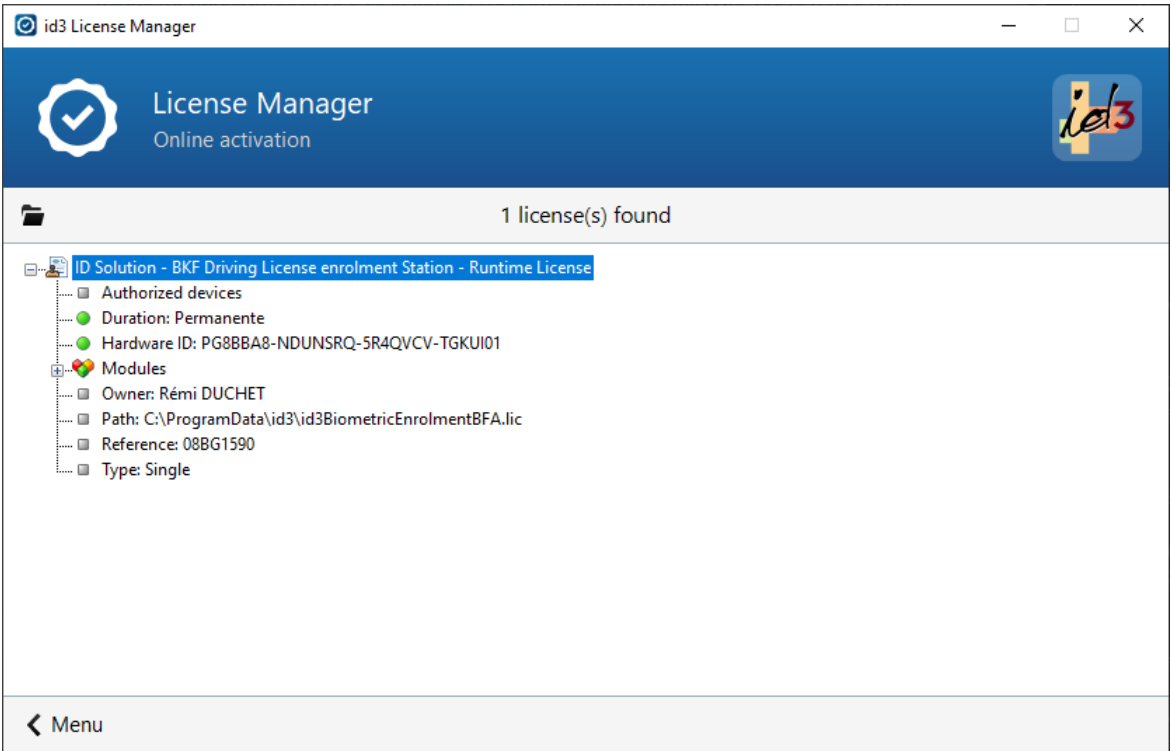 id3 License Manager
License Manager
Online activation
id3
1 license(s) found
ID Solution - BKF Driving License enrolment Station - Runtime License
Authorized devices
Duration: Permanente
Hardware ID: PG8BBA8-NDUNSRQ-5R4QVCV-TGKUI01
Modules
Owner: Rémi DUCHET
Path: C:\ProgramData\id3\id3BiometricEnrolmentBFA.lic
Reference: 08BG1590
Type: Single
Menu